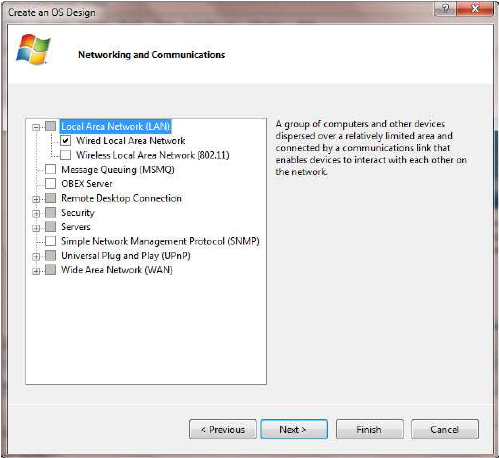 Create an OS Design
Networking and Communications
Local Area Network (LAN)
Wired Local Area Network
Wireless Local Area Network (802.11)
Message Queuing (MSMQ)
OBEX Server
Remote Desktop Connection
Security
Servers
Simple Network Management Protocol (SNMP)
Universal Plug and Play (UPnP)
Wide Area Network (WAN)
A group of computers and other devices
dispersed over a relatively limited area and
connected by a communications link that
enables devices to interact with each other on
the network.
< Previous
Next >
Finish
Cancel